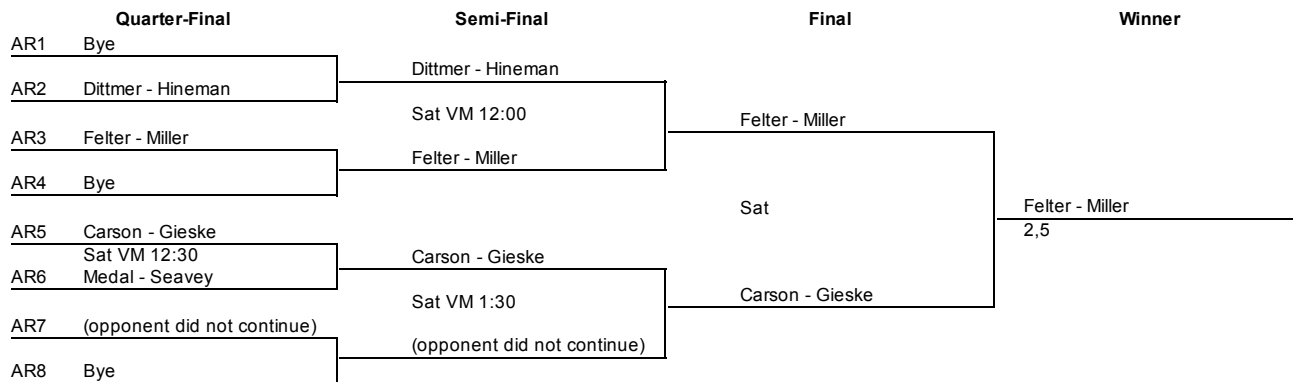 Quarter-Final Semi-Final Final Winner
AR1 Bye
Dittmer - Hineman
AR2 Dittmer - Hineman
Sat VM 12:00
Felter - Miller
AR3 Felter - Miller
Felter - Miller
AR4 Bye
Sat
Felter - Miller
AR5 Carson - Gieske
2,5
Sat VM 12:30
Carson - Gieske
AR6 Medal - Seavey
Sat VM 1:30
Carson - Gieske
AR7 (opponent did not continue)
(opponent did not continue)
AR8 Bye